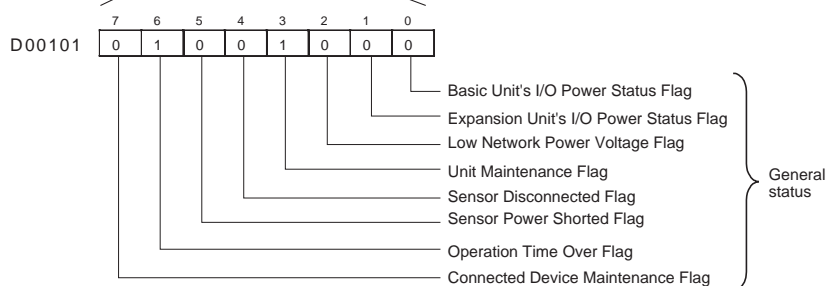 7 6 5 4 3 2 1 0
D00101 0 1 0 0 1 0 0 0
Basic Unit's I/O Power Status Flag
Expansion Unit's I/O Power Status Flag
Low Network Power Voltage Flag
Unit Maintenance Flag
Sensor Disconnected Flag
Sensor Power Shorted Flag
Operation Time Over Flag
Connected Device Maintenance Flag
General
status